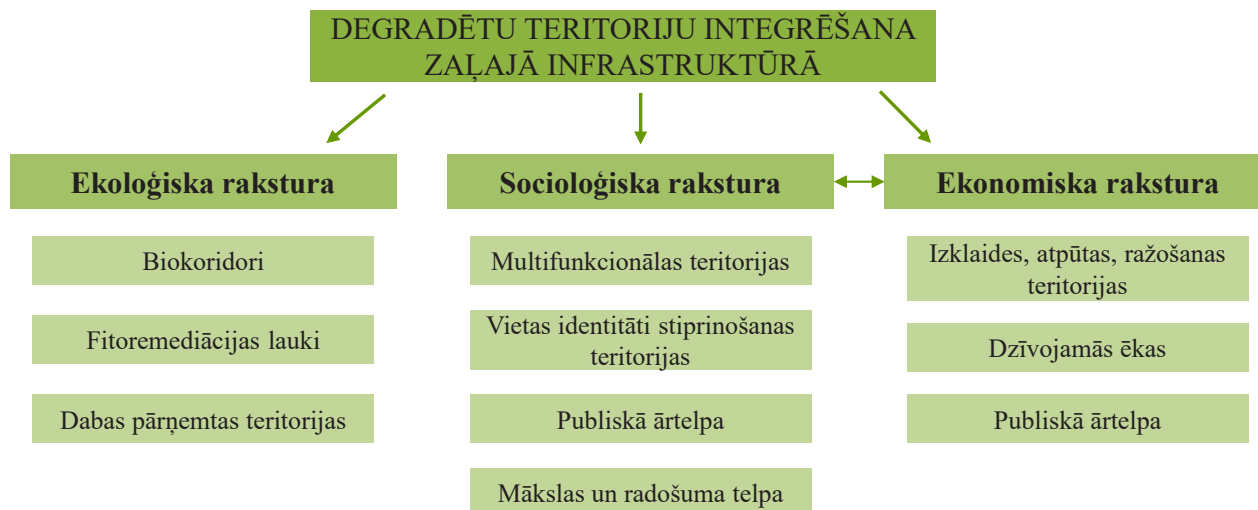 DEGRADĒTU TERITORIJU INTEGRĒŠANA
ZAĻAJĀ INFRASTRUKTŪRĀ
Ekoloģiska rakstura
Biokoridori
Fitoremediācijas lauki
Dabas pārņemtas teritorijas
Socioloģiska rakstura
Multifunkcionālas teritorijas
Vietas identitāti stiprinošanas
teritorijas
Publiskā ārtelpa
Mākslas un radošuma telpa
Ekonomiska rakstura
Izklaides, atpūtas, ražošanas
teritorijas
Dzīvojamās ēkas
Publiskā ārtelpa